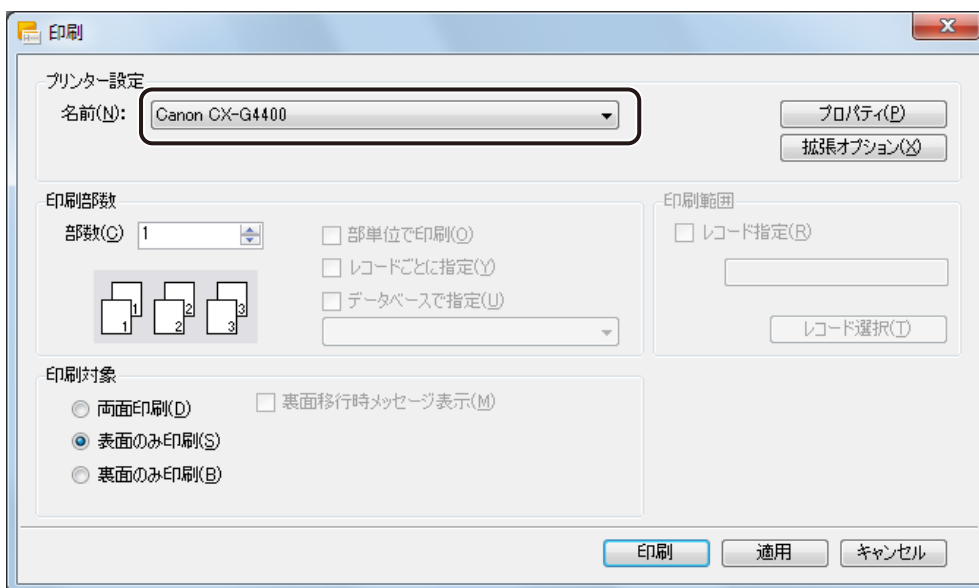 印刷
プリンター設定
名前(N): Canon CX-G4400 プロパティ(P)
拡張オプション(X)
印刷部数
部数(C) 1
部単位で印刷(O)
レコードごとに指定(Y)
データベースで指定(U)
1 1 2 2 3 3
印刷範囲
レコード指定(R)
レコード選択(T)
印刷対象
両面印刷(D)
裏面移行時メッセージ表示(M)
表面のみ印刷(S)
裏面のみ印刷(B)
印刷 適用 キャンセル